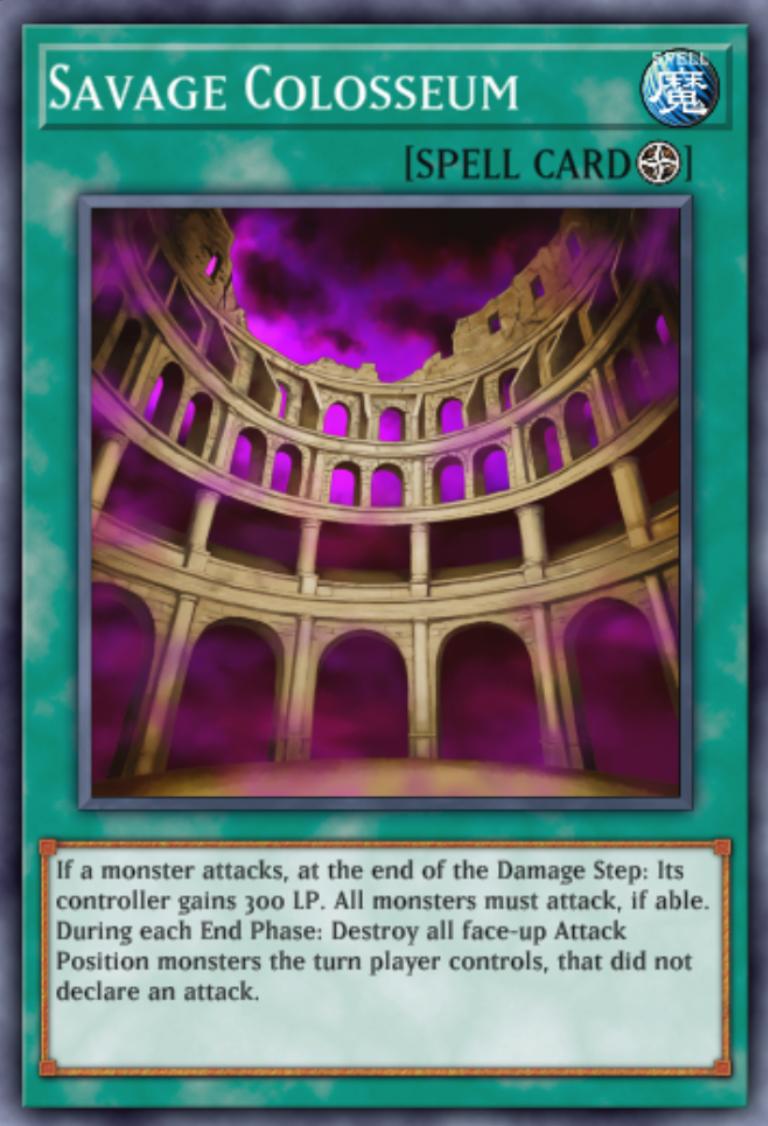 SAVAGE COLOSSEUM
SPELL
魔
[SPELL CARD]
If a monster attacks, at the end of the Damage Step: Its
controller gains 300 LP. All monsters must attack, if able.
During each End Phase: Destroy all face-up Attack
Position monsters the turn player controls, that did not
declare an attack.